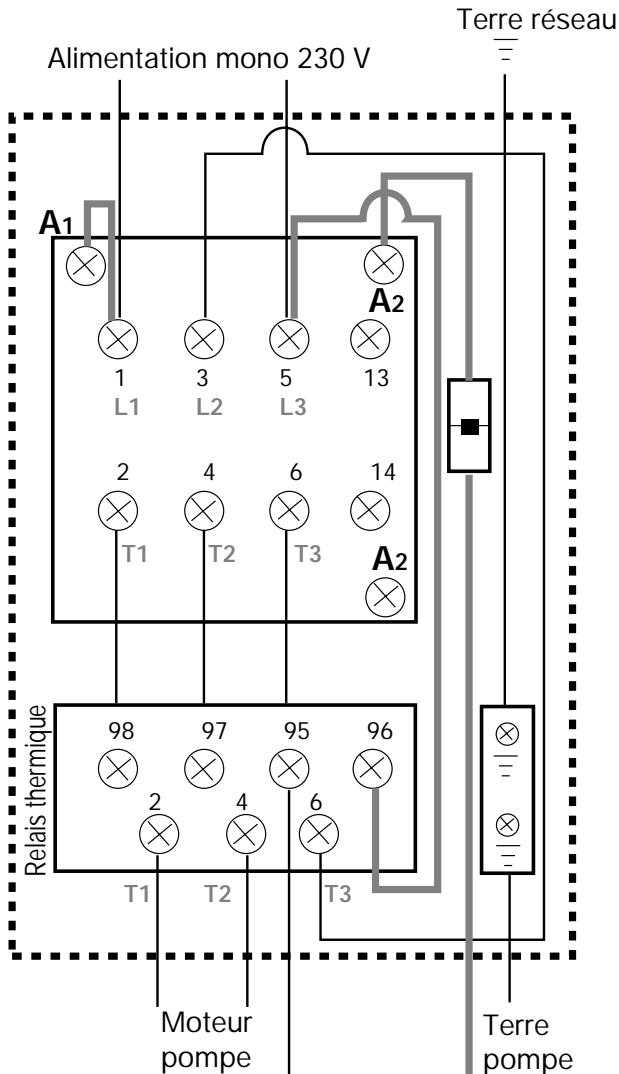 Terre réseau
Alimentation mono 230 V
A1
A2
1 3 5 13
L1 L2 L3
2 4 6 14
T1 T2 T3
A2
Relais thermique
98 97 95 96
2 4 6
T1 T2 T3
Moteur
pompe
Terre
pompe